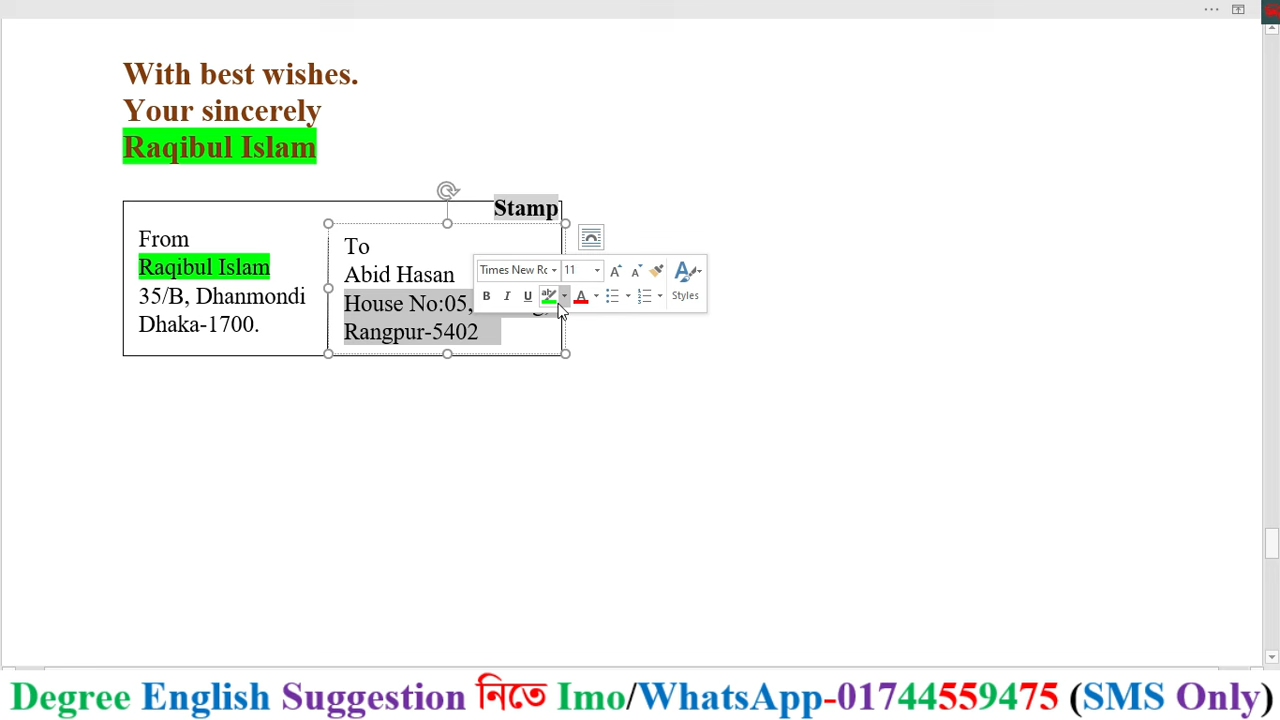 With best wishes.
Your sincerely
Raqibul Islam
Stamp
From
Raqibul Islam
35/B, Dhanmondi
Dhaka-1700.
To
Abid Hasan
House No:05,
Rangpur-5402
Times New Ro
11
Styles
Degree English Suggestion নিতে Imo/WhatsApp-01744559475 (SMS Only)